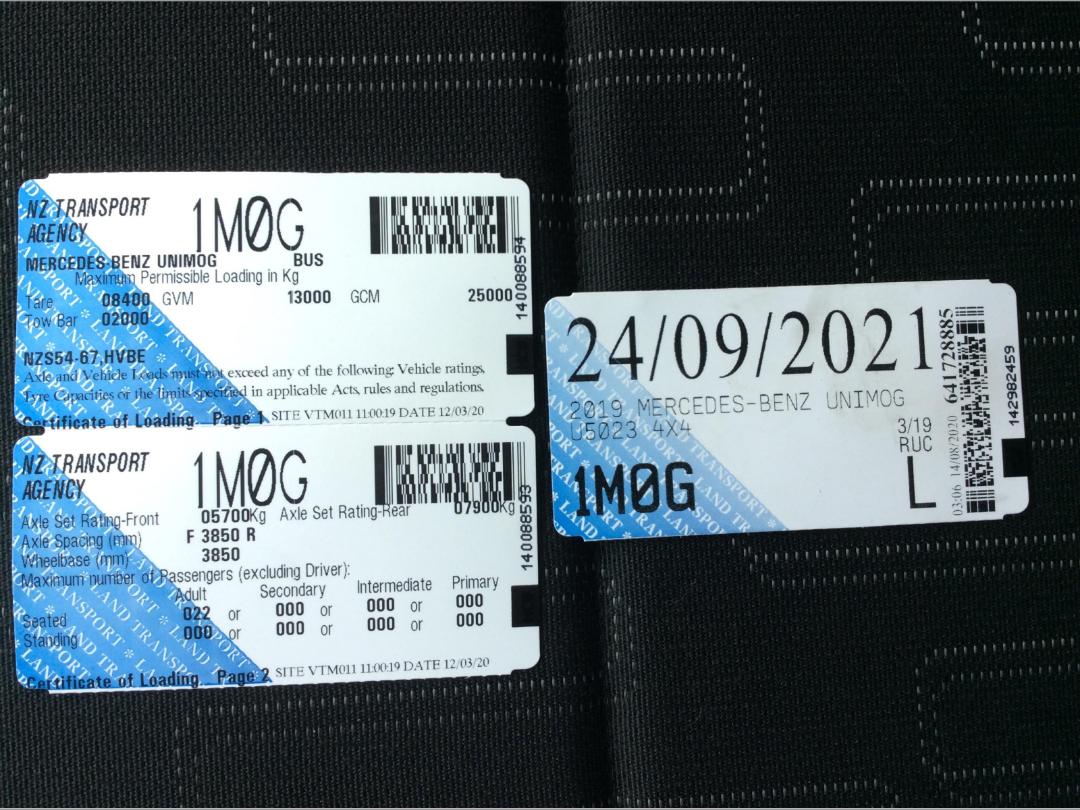 NZ TRANSPORT
AGENCY
1MØG
MERCEDES-BENZ UNIMOG BUS
Maximum Permissible Loading in Kg
Tare 08400 GVM 13000 GCM 25000
Tow Bar 02000
NZS54-67,HVBE
Axle and Vehicle Loads must not exceed any of the following: Vehicle ratings,
Tyre Capacities or the limits specified in applicable Acts, rules and regulations.
Certificate of Loading. Page 1 SITE VTM011 11:00:19 DATE 12/03/20
140088594
NZ TRANSPORT
AGENCY
1MØG
Axle Set Rating-Front 05700Kg Axle Set Rating-Rear 07900Kg
Axle Spacing (mm) F 3850 R
Wheelbase (mm) 3850
Maximum number of Passengers (excluding Driver):
Adult Secondary Intermediate Primary
Seated 022 or 000 or 000 or 000
Standing 000 or 000 or 000 or 000
Certificate of Loading. Page 2 SITE VTM011 11:00:19 DATE 12/03/20
140088593
24/09/2021
2019 MERCEDES-BENZ UNIMOG
U5023 4X4 3/19
RUC
1MØG L
03:06 14/08/2020 641728885
142982459